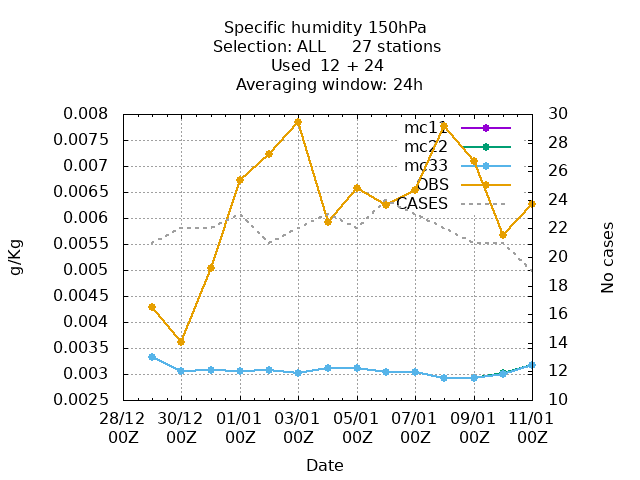 Specific humidity 150hPa
Selection: ALL     27 stations
Used  12 + 24
Averaging window: 24h
0.008
0.0075
0.007
0.0065
0.006
0.0055
0.005
0.0045
0.004
0.0035
0.003
0.0025
g/Kg
30
28
26
24
22
20
18
16
14
12
10
No cases
mc11
mc22
mc33
OBS
CASES
28/12 30/12 01/01 03/01 05/01 07/01 09/01 11/01
00Z 00Z 00Z 00Z 00Z 00Z 00Z 00Z
Date